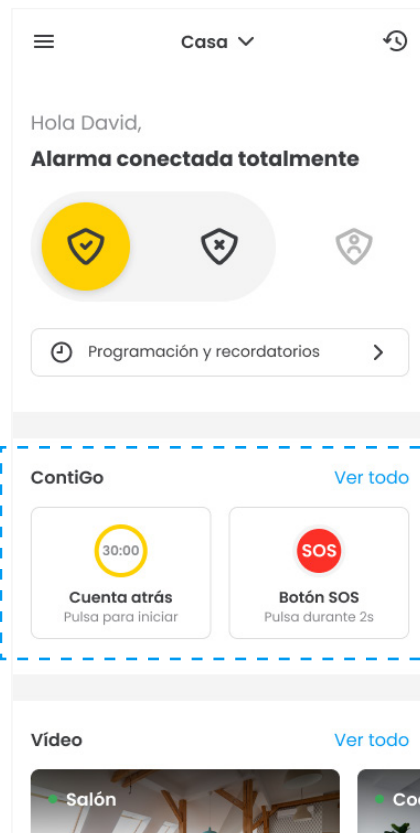 Casa
Hola David,
Alarma conectada totalmente
Programación y recordatorios
ContiGo Ver todo
30:00 SOS
Cuenta atrás Botón SOS
Pulsa para iniciar Pulsa durante 2s
Vídeo Ver todo
Salón